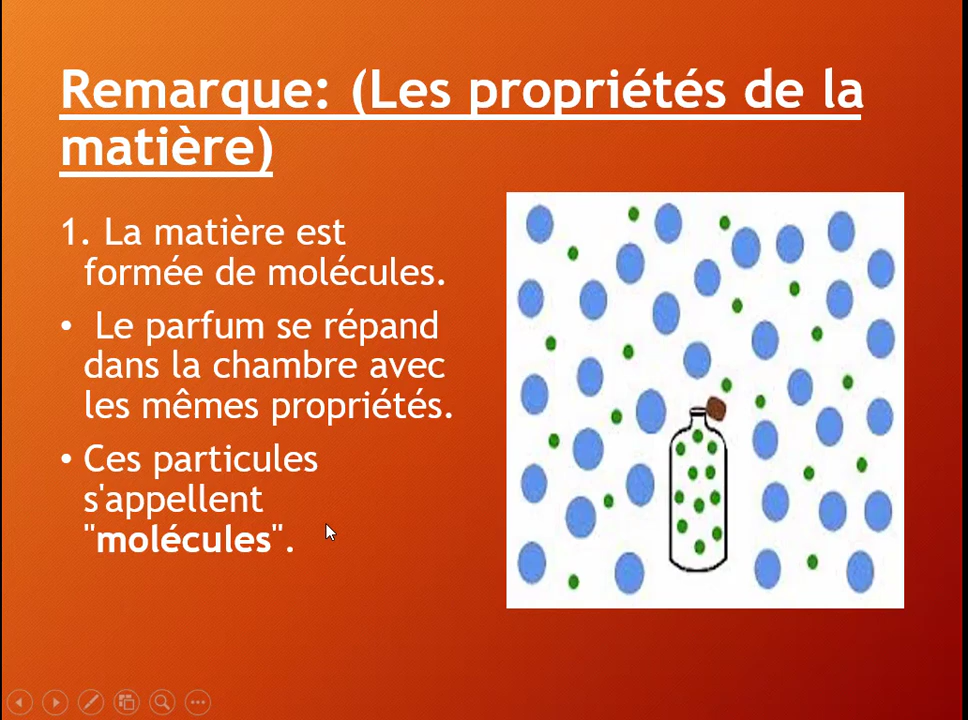 Remarque: (Les propriétés de la
matière)
1. La matière est
formée de molécules.
• Le parfum se répand
dans la chambre avec
les mêmes propriétés.
• Ces particules
s'appellent
"molécules".